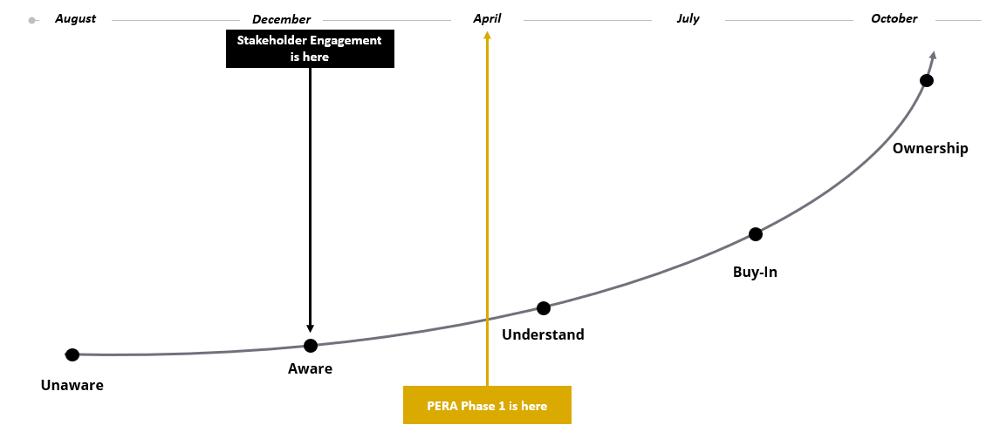 August
December
April
July
October
Stakeholder Engagement
is here
Ownership
Buy-In
Understand
Aware
Unaware
PERA Phase 1 is here